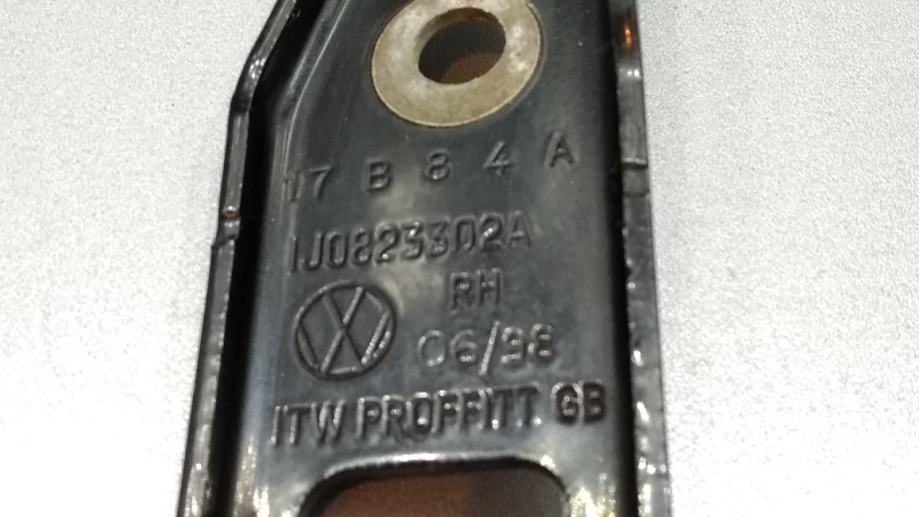 17 B 8 4 A
1J0823302A
RH
06/98
ITW PROFFITT GB